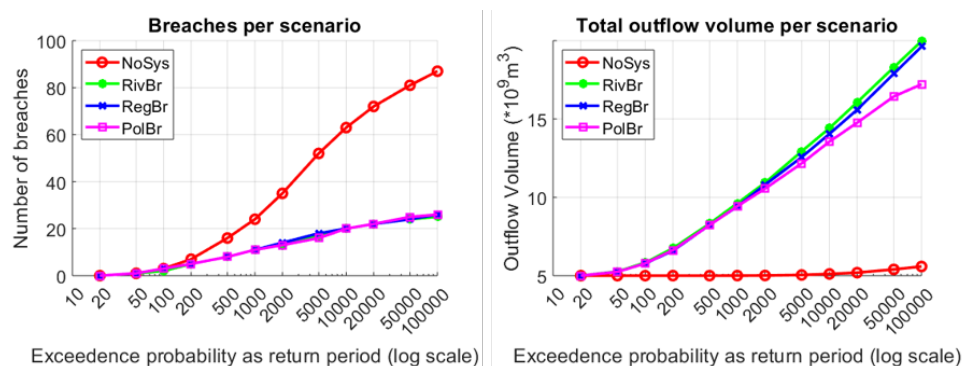 Breaches per scenario
Number of breaches
100
80
60
40
20
0
NoSys
RivBr
RegBr
PolBr
10
20
50
100
200
500
1000
2000
5000
10000
20000
50000
100000
Exceedence probability as return period (log scale)
Total outflow volume per scenario
Outflow Volume (*10⁹m³)
15
10
5
NoSys
RivBr
RegBr
PolBr
10
20
50
100
200
500
1000
2000
5000
10000
20000
50000
100000
Exceedence probability as return period (log scale)